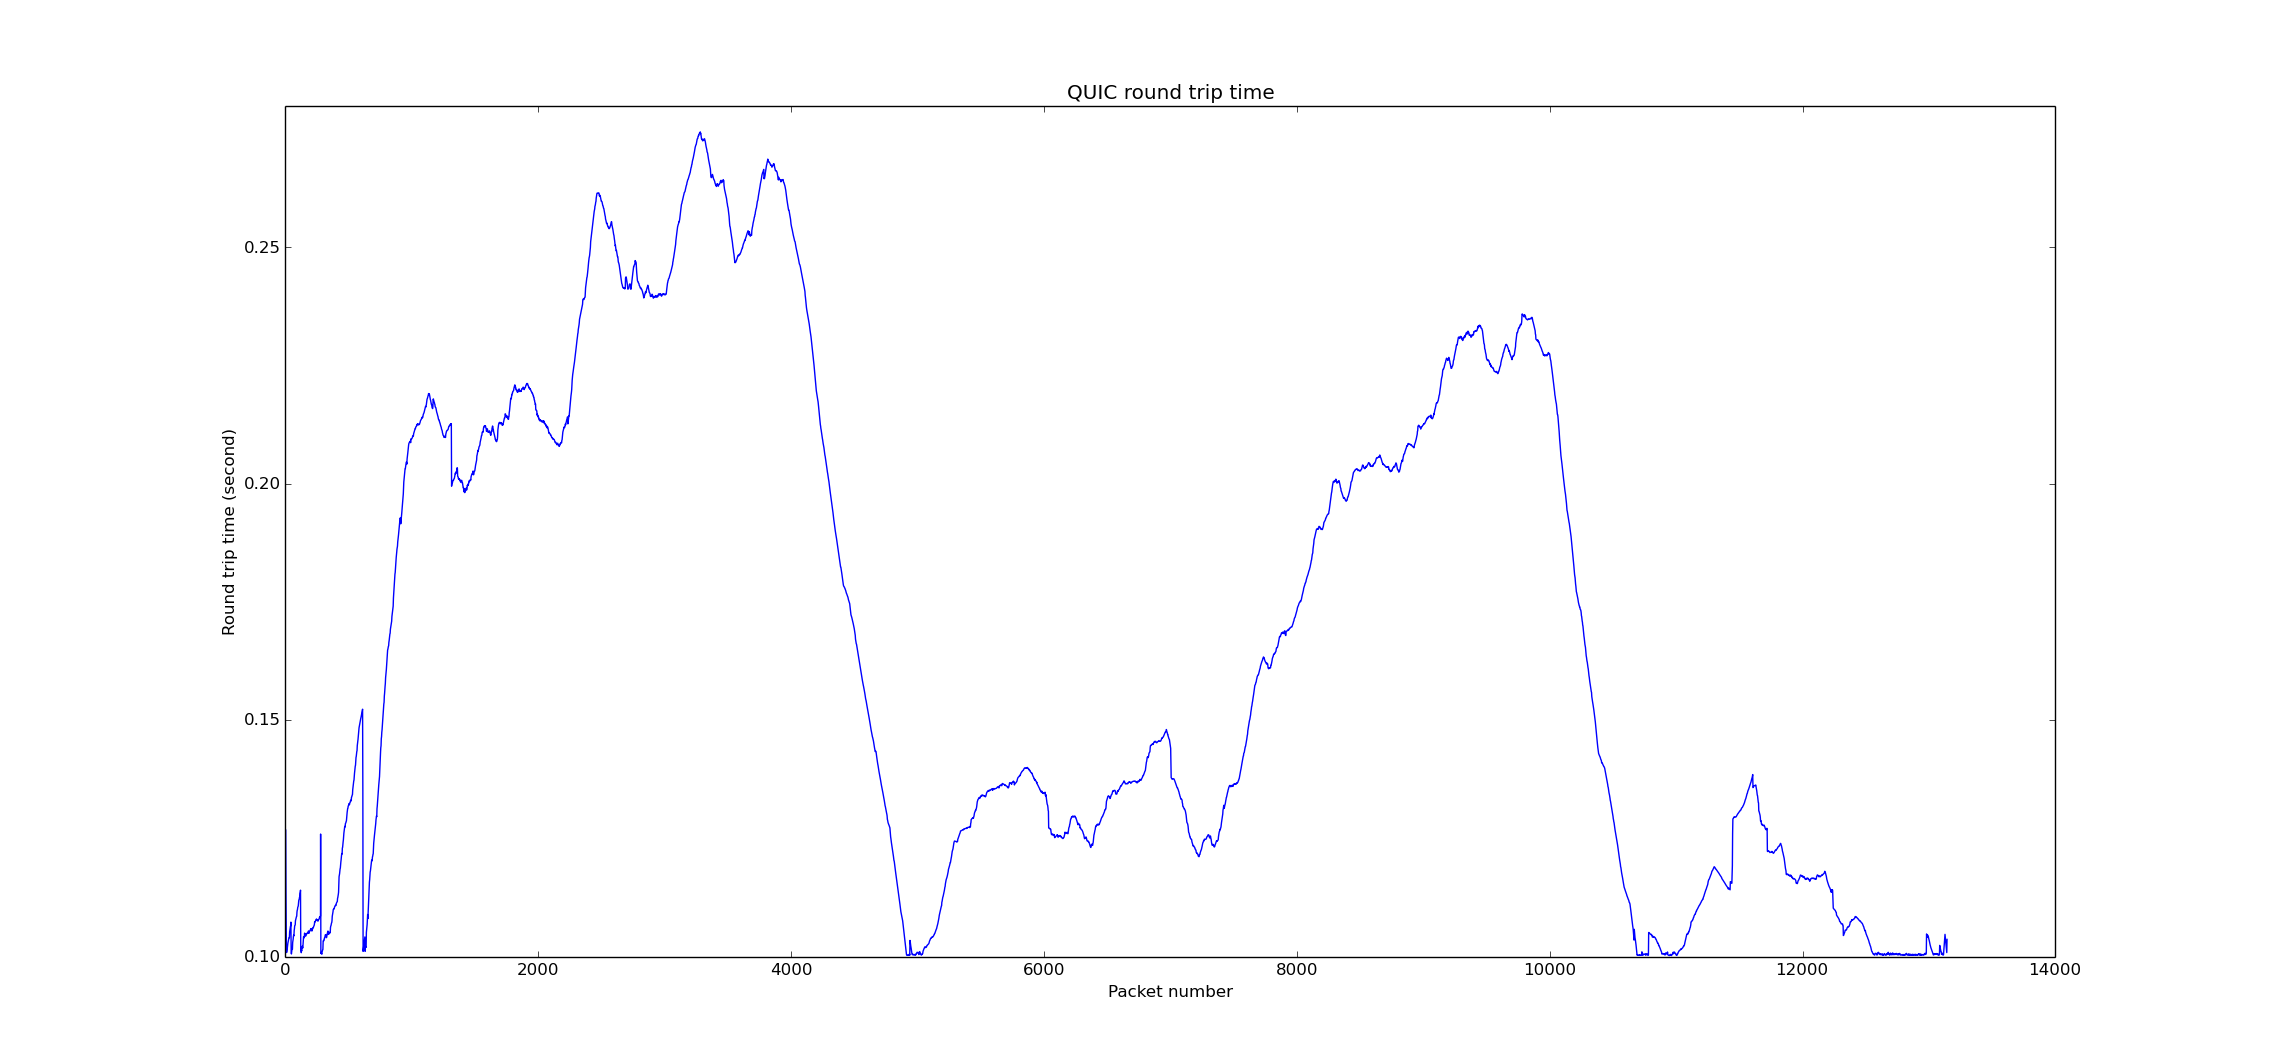 QUIC round trip time
0.25
0.20
0.15
0.10
Round trip time (second)
0 2000 4000 6000 8000 10000 12000 14000
Packet number